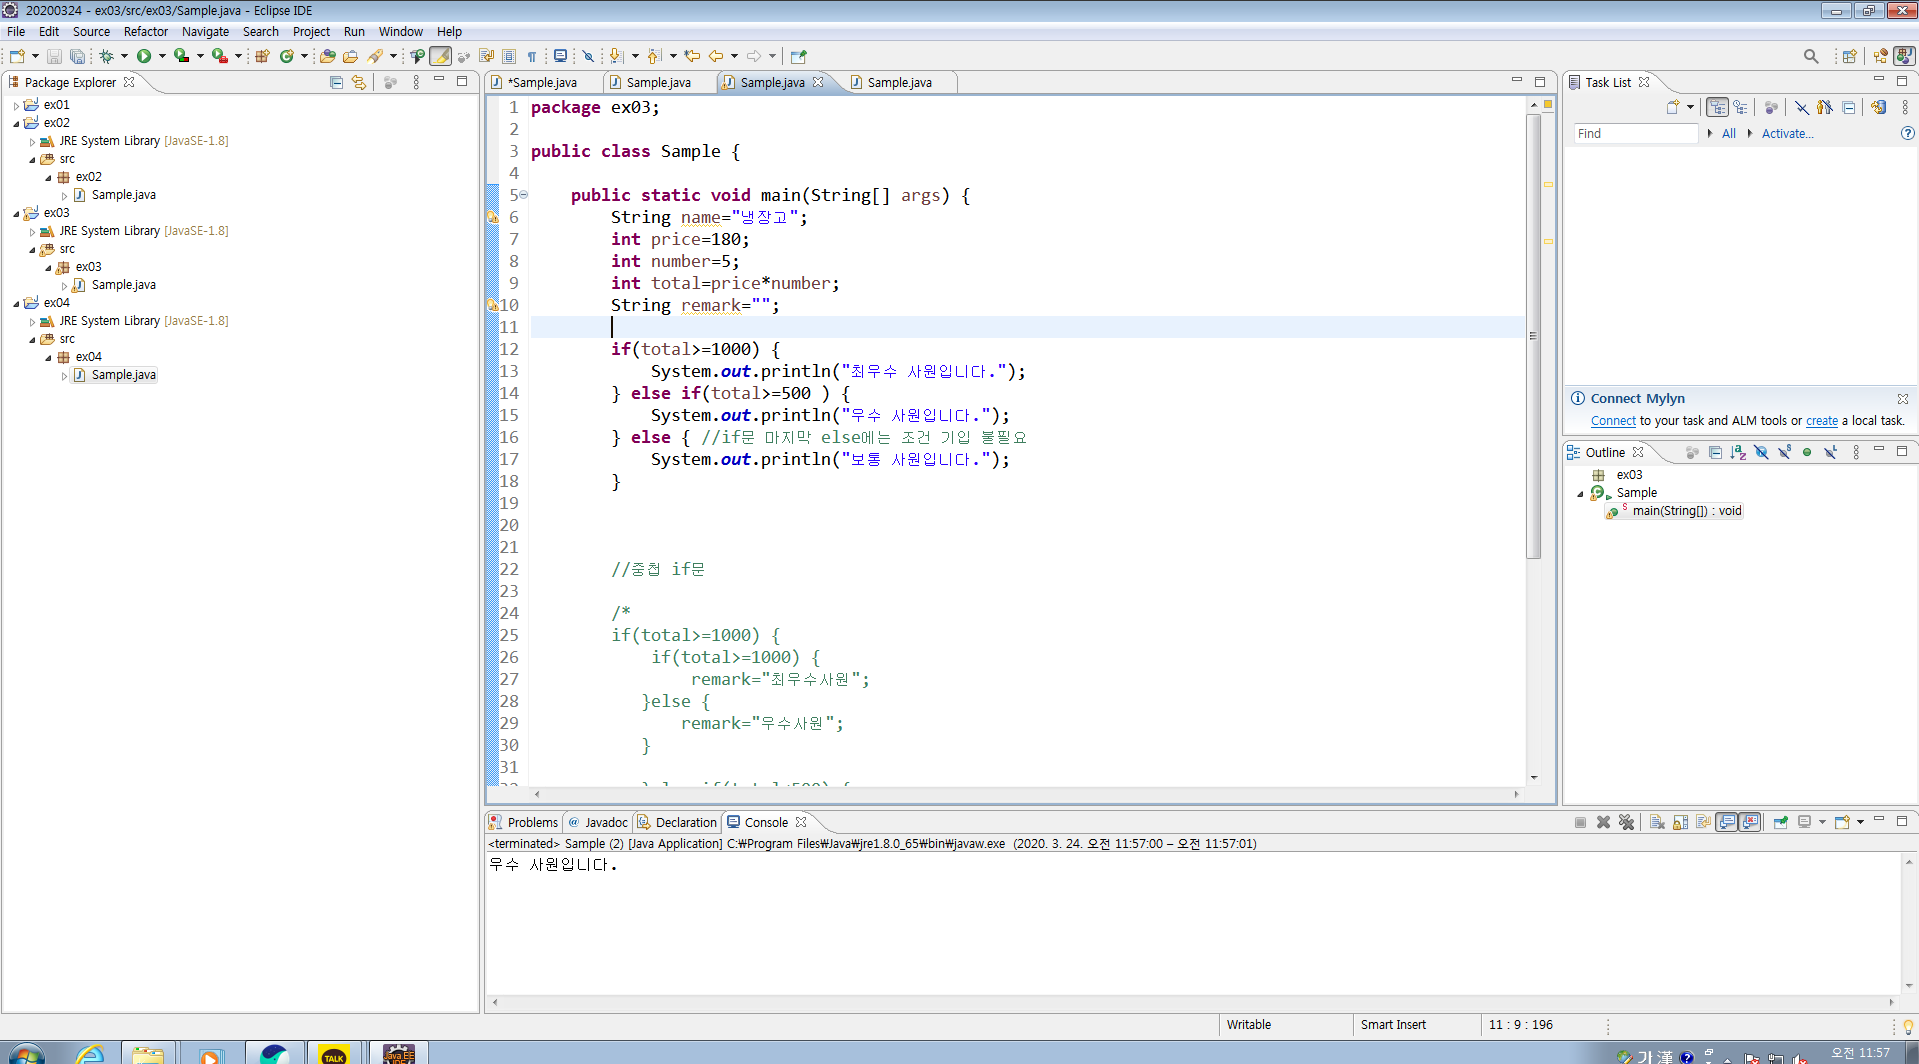 20200324 - ex03/src/ex03/Sample.java - Eclipse IDE
File Edit Source Refactor Navigate Search Project Run Window Help
Package Explorer
ex01
ex02
JRE System Library [JavaSE-1.8]
src
ex02
Sample.java
ex03
JRE System Library [JavaSE-1.8]
src
ex03
Sample.java
ex04
JRE System Library [JavaSE-1.8]
src
ex04
Sample.java
*Sample.java Sample.java Sample.java Sample.java
1 package ex03;
2
3 public class Sample {
4
5 public static void main(String[] args) {
6 String name="냉장고";
7 int price=180;
8 int number=5;
9 int total=price*number;
10 String remark="";
11
12 if(total>=1000) {
13 System.out.println("최우수 사원입니다.");
14 } else if(total>=500 ) {
15 System.out.println("우수 사원입니다.");
16 } else { //if문 마지막 else에는 조건 기입 불필요
17 System.out.println("보통 사원입니다.");
18 }
19
20
21
22 //중첩 if문
23
24 /*
25 if(total>=1000) {
26 if(total>=1000) {
27 remark="최우수사원";
28 }else {
29 remark="우수사원";
30 }
31
Task List
Find All Activate...
Connect Mylyn
Connect to your task and ALM tools or create a local task.
Outline
ex03
Sample
main(String[]) : void
Problems Javadoc Declaration Console
<terminated> Sample (2) [Java Application] C:₩Program Files₩Java₩jre1.8.0_65₩bin₩javaw.exe (2020. 3. 24. 오전 11:57:00 – 오전 11:57:01)
우수 사원입니다.
Writable Smart Insert 11 : 9 : 196
TALK
Java EE
IDE
가 漢
오전 11:57